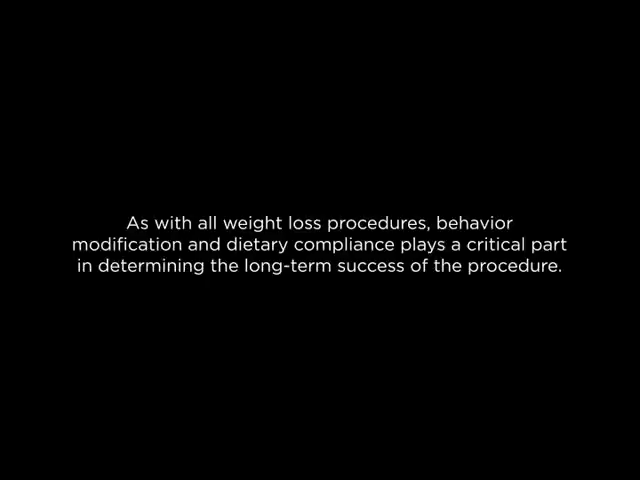 As with all weight loss procedures, behavior
modification and dietary compliance plays a critical part
in determining the long-term success of the procedure.